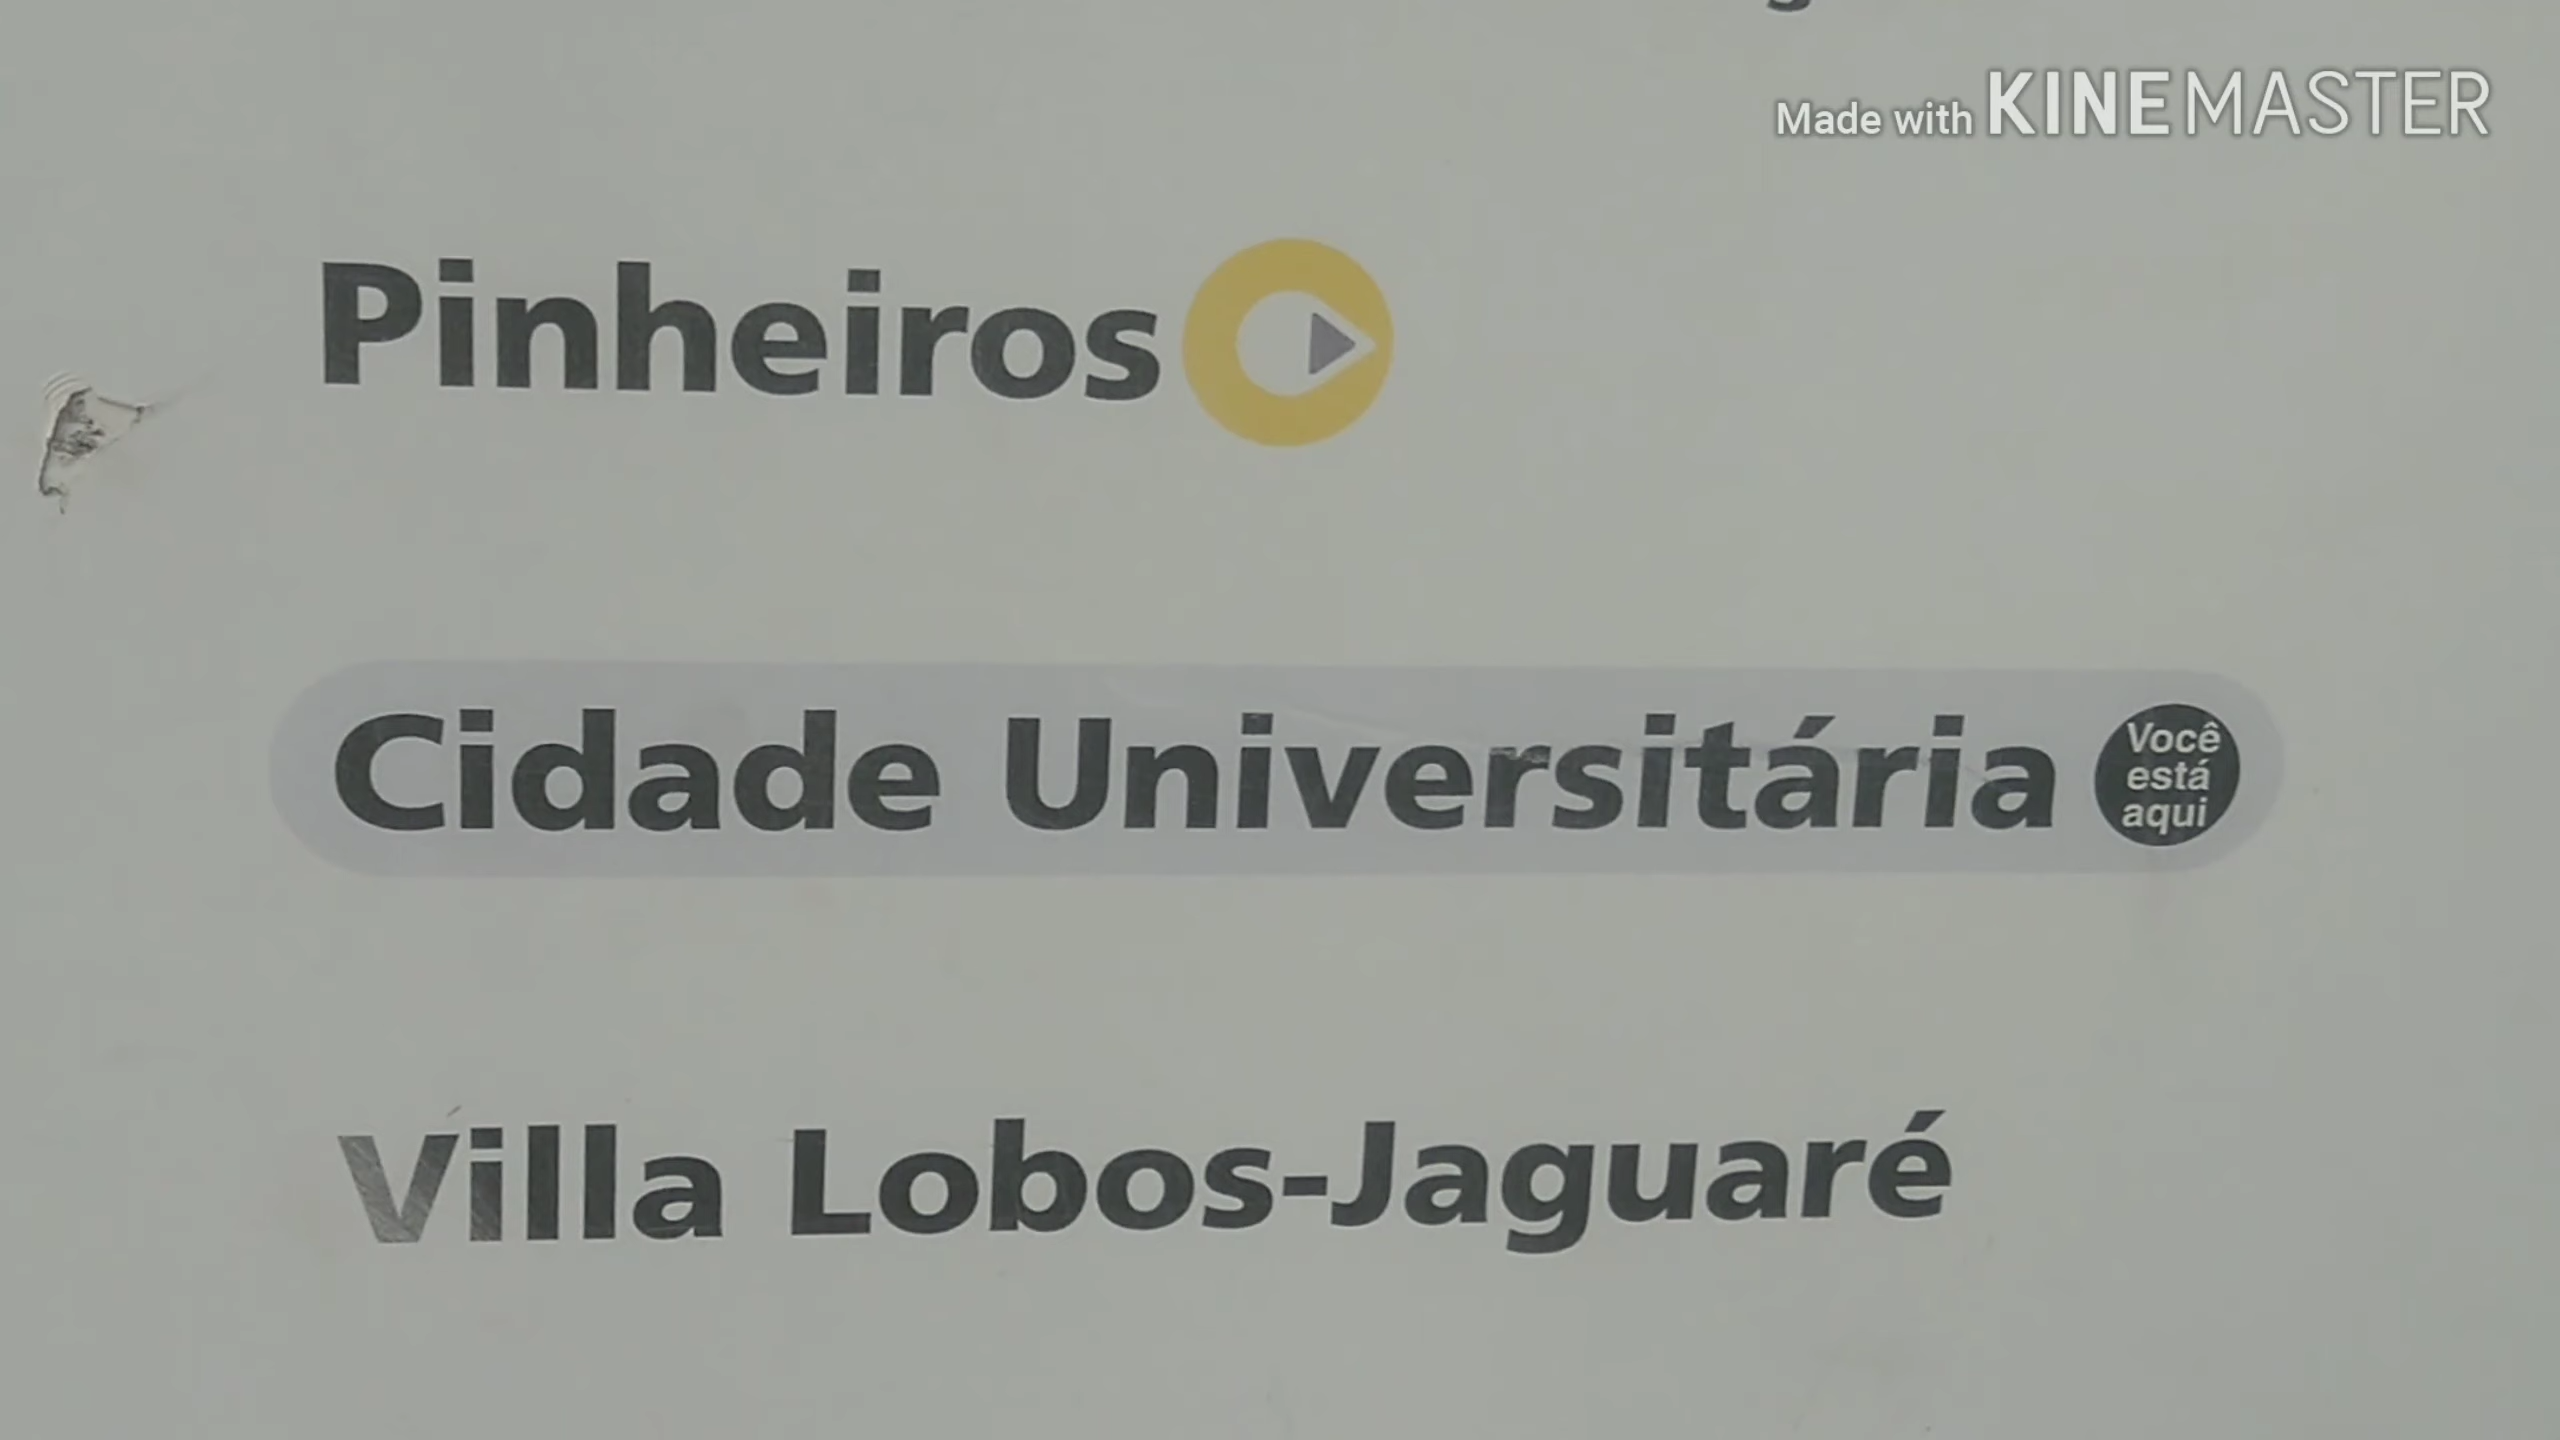 Made with KINEMASTER
Pinheiros
Cidade Universitária
Você
está
aqui
Villa Lobos-Jaguaré